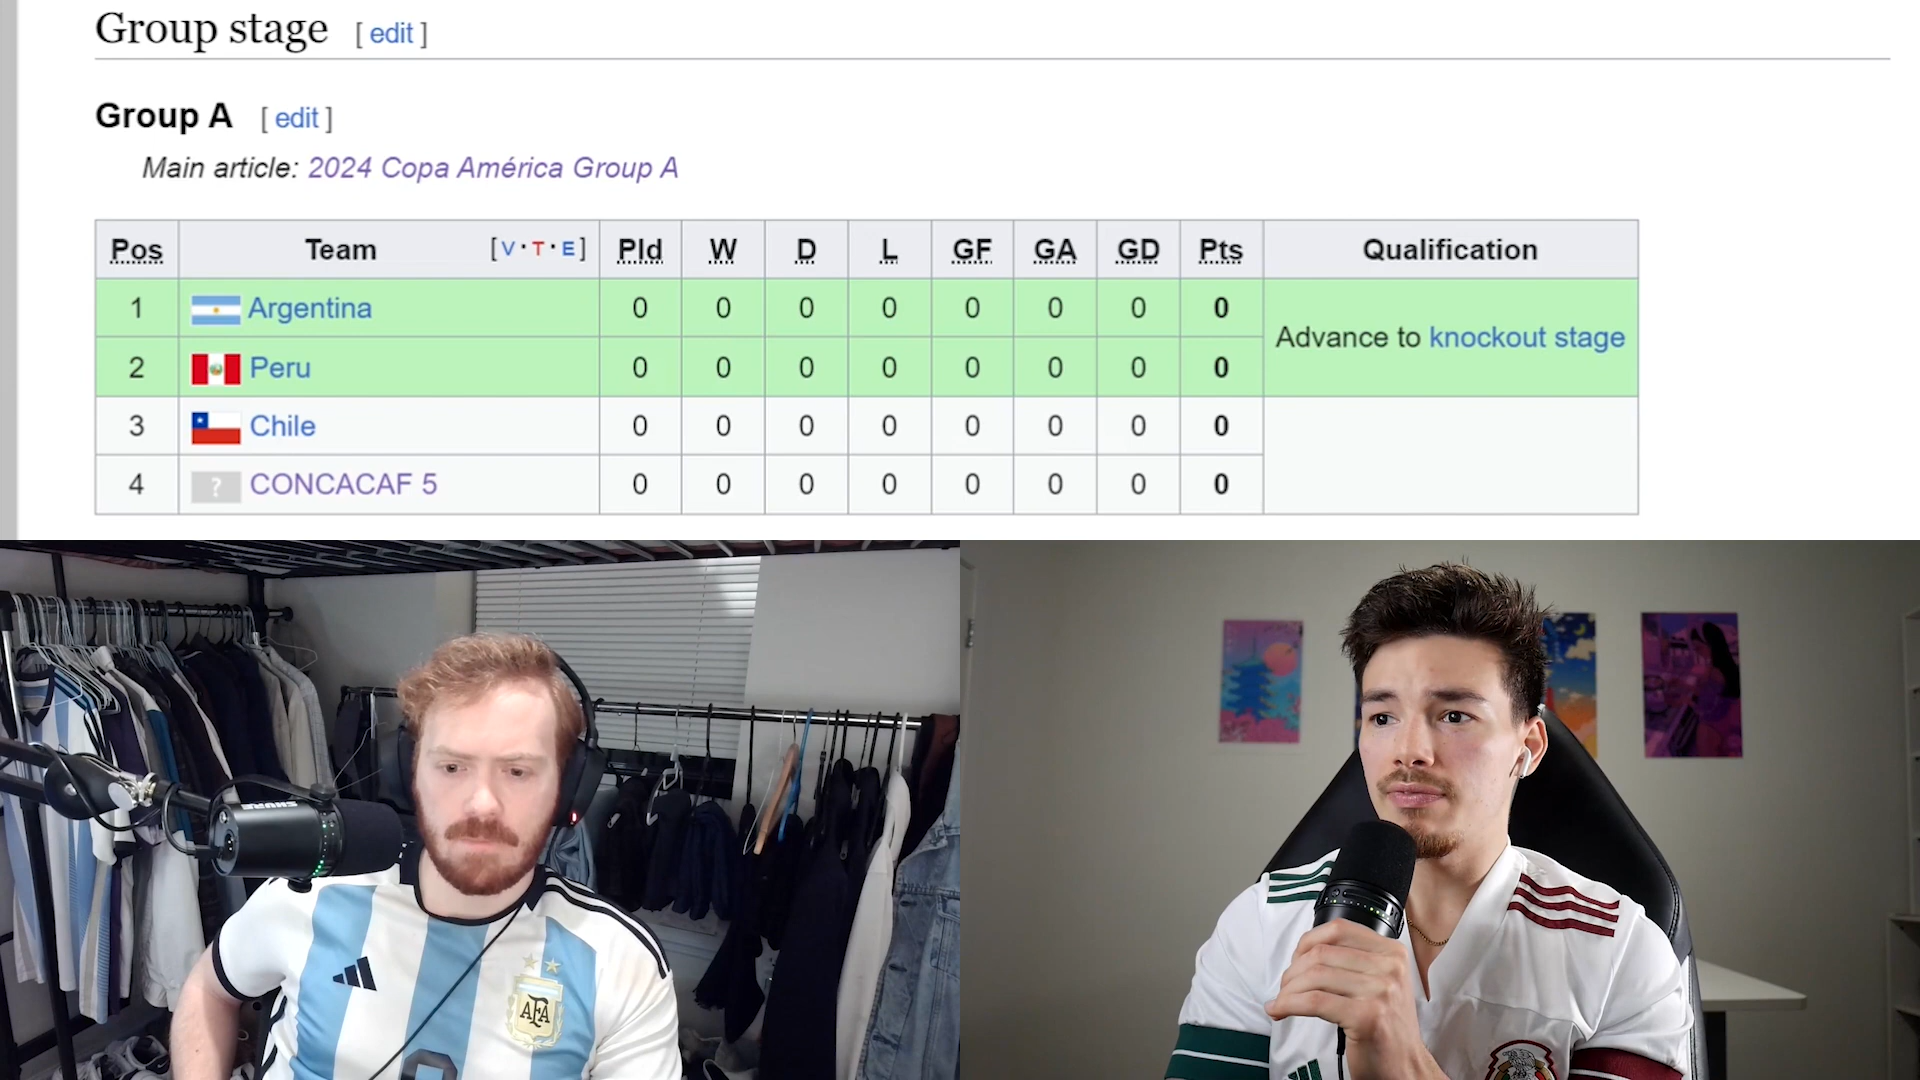 Group stage [ edit ]
Group A [ edit ]
Main article: 2024 Copa América Group A
Pos Team [V·T·E] Pld W D L GF GA GD Pts Qualification
1 Argentina 0 0 0 0 0 0 0 0 Advance to knockout stage
2 Peru 0 0 0 0 0 0 0 0
3 Chile 0 0 0 0 0 0 0 0
4 ? CONCACAF 5 0 0 0 0 0 0 0 0
SHURE
AFA